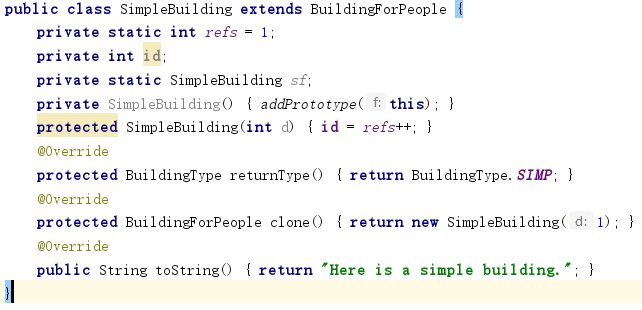 public class SimpleBuilding extends BuildingForPeople {
private static int refs = 1;
private int id;
private static SimpleBuilding sf;
private SimpleBuilding() { addPrototype( f: this); }
protected SimpleBuilding(int d) { id = refs++; }
@Override
protected BuildingType returnType() { return BuildingType.SIMP; }
@Override
protected BuildingForPeople clone() { return new SimpleBuilding( d: 1); }
@Override
public String toString() { return "Here is a simple building."; }
}